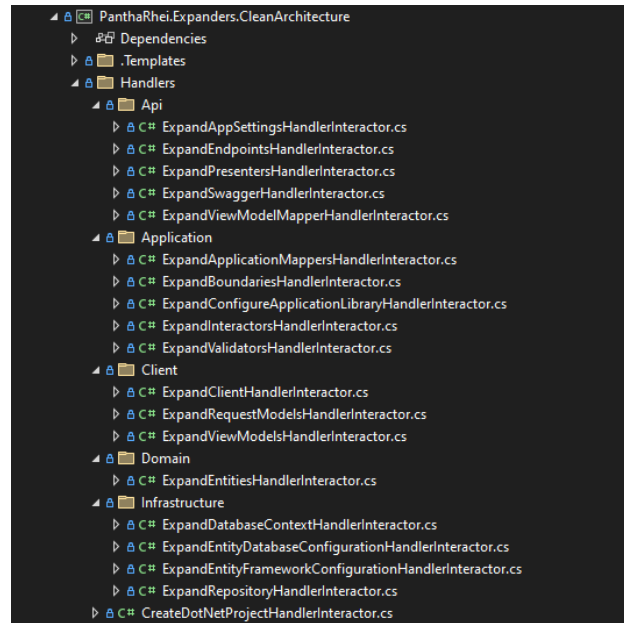 C# PanthaRhei.Expanders.CleanArchitecture
Dependencies
.Templates
Handlers
Api
C# ExpandAppSettingsHandlerInteractor.cs
C# ExpandEndpointsHandlerInteractor.cs
C# ExpandPresentersHandlerInteractor.cs
C# ExpandSwaggerHandlerInteractor.cs
C# ExpandViewModelMapperHandlerInteractor.cs
Application
C# ExpandApplicationMappersHandlerInteractor.cs
C# ExpandBoundariesHandlerInteractor.cs
C# ExpandConfigureApplicationLibraryHandlerInteractor.cs
C# ExpandInteractorsHandlerInteractor.cs
C# ExpandValidatorsHandlerInteractor.cs
Client
C# ExpandClientHandlerInteractor.cs
C# ExpandRequestModelsHandlerInteractor.cs
C# ExpandViewModelsHandlerInteractor.cs
Domain
C# ExpandEntitiesHandlerInteractor.cs
Infrastructure
C# ExpandDatabaseContextHandlerInteractor.cs
C# ExpandEntityDatabaseConfigurationHandlerInteractor.cs
C# ExpandEntityFrameworkConfigurationHandlerInteractor.cs
C# ExpandRepositoryHandlerInteractor.cs
C# CreateDotNetProjectHandlerInteractor.cs